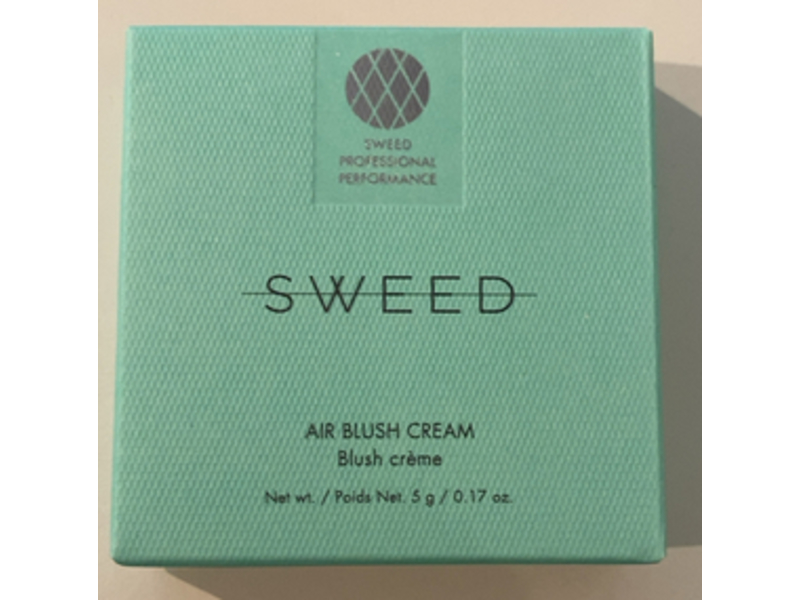 SWEED
PROFESSIONAL
PERFORMANCE
SWEED
AIR BLUSH CREAM
Blush crème
Net wt. / Poids Net. 5 g / 0.17 oz.